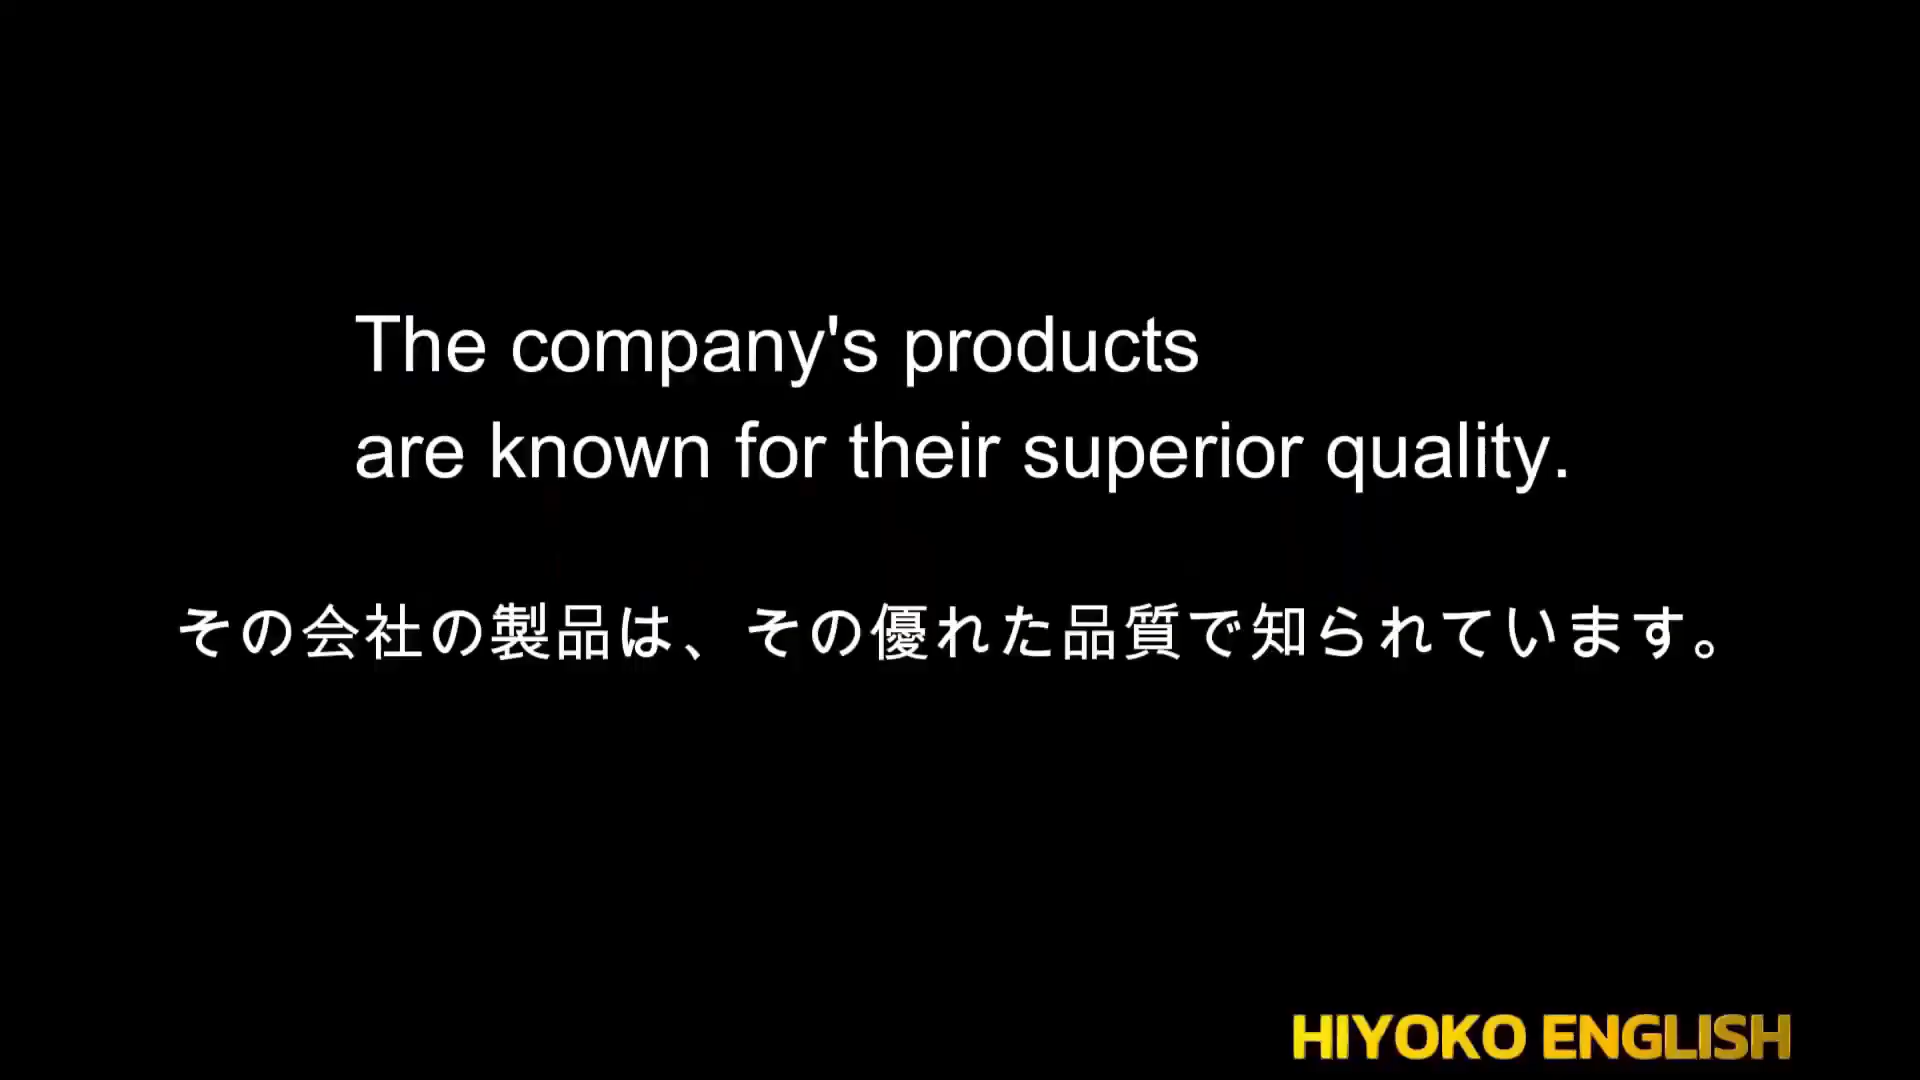 The company's products
are known for their superior quality.
その会社の製品は、その優れた品質で知られています。
HIYOKO ENGLISH